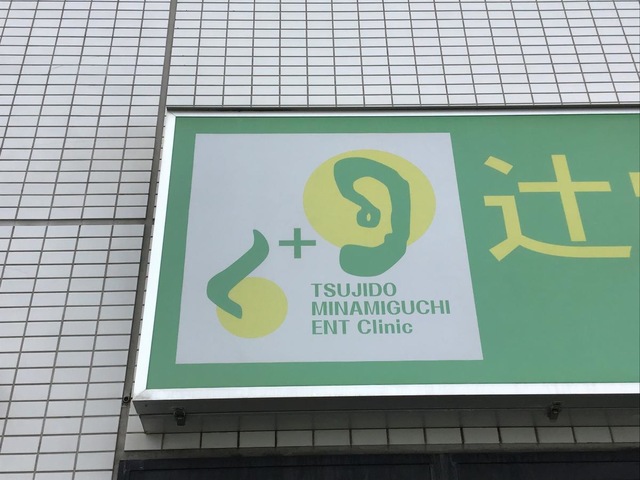 TSUJIDO
MINAMIGUCHI
ENT Clinic
辻